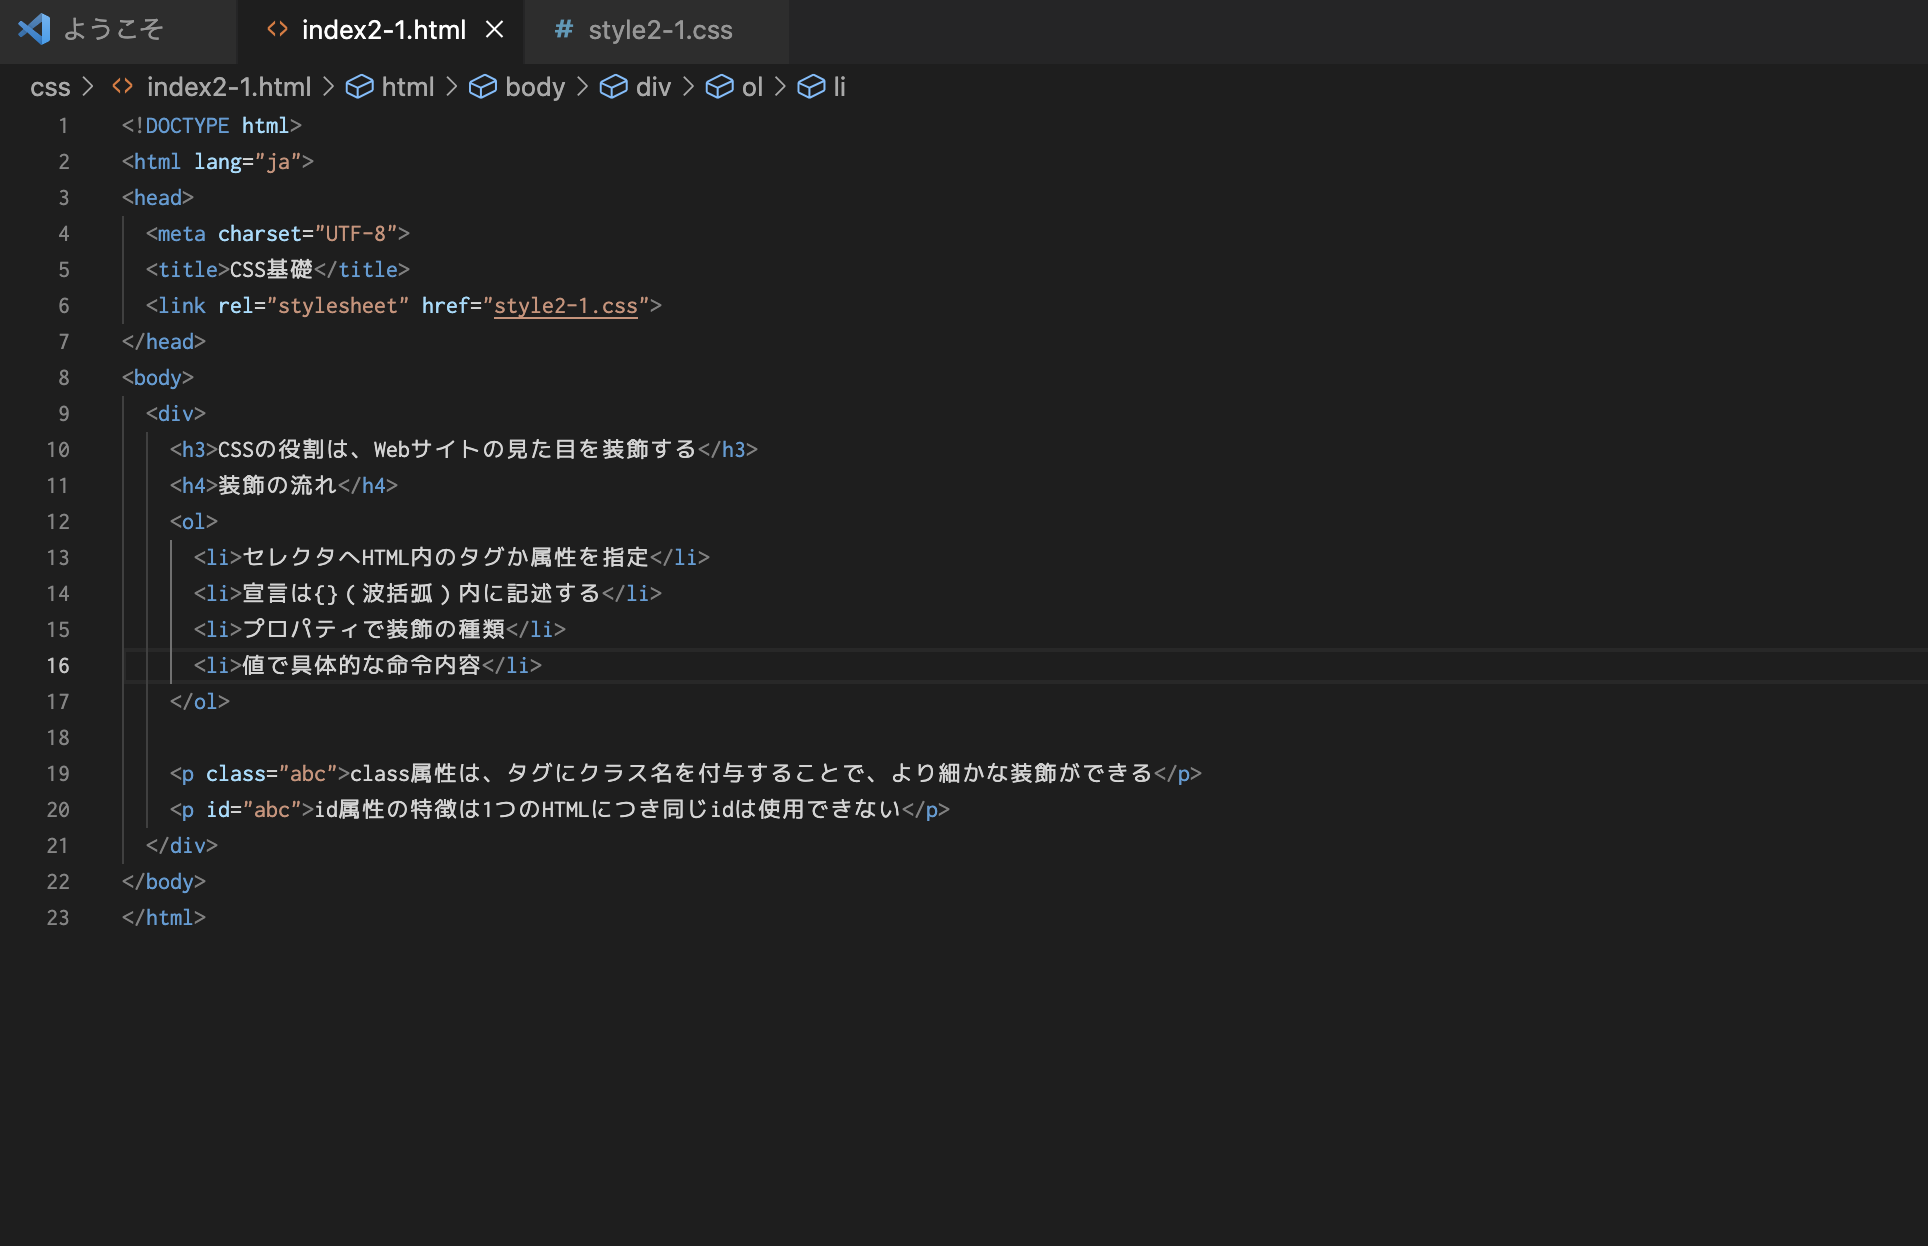 ようこそ index2-1.html style2-1.css
css > index2-1.html > html > body > div > ol > li
1 <!DOCTYPE html>
2 <html lang="ja">
3 <head>
4 <meta charset="UTF-8">
5 <title>CSS基礎</title>
6 <link rel="stylesheet" href="style2-1.css">
7 </head>
8 <body>
9 <div>
10 <h3>CSSの役割は、Webサイトの見た目を装飾する</h3>
11 <h4>装飾の流れ</h4>
12 <ol>
13 <li>セレクタへHTML内のタグか属性を指定</li>
14 <li>宣言は{}(波括弧)内に記述する</li>
15 <li>プロパティで装飾の種類</li>
16 <li>値で具体的な命令内容</li>
17 </ol>
18
19 <p class="abc">class属性は、タグにクラス名を付与することで、より細かな装飾ができる</p>
20 <p id="abc">id属性の特徴は1つのHTMLにつき同じidは使用できない</p>
21 </div>
22 </body>
23 </html>